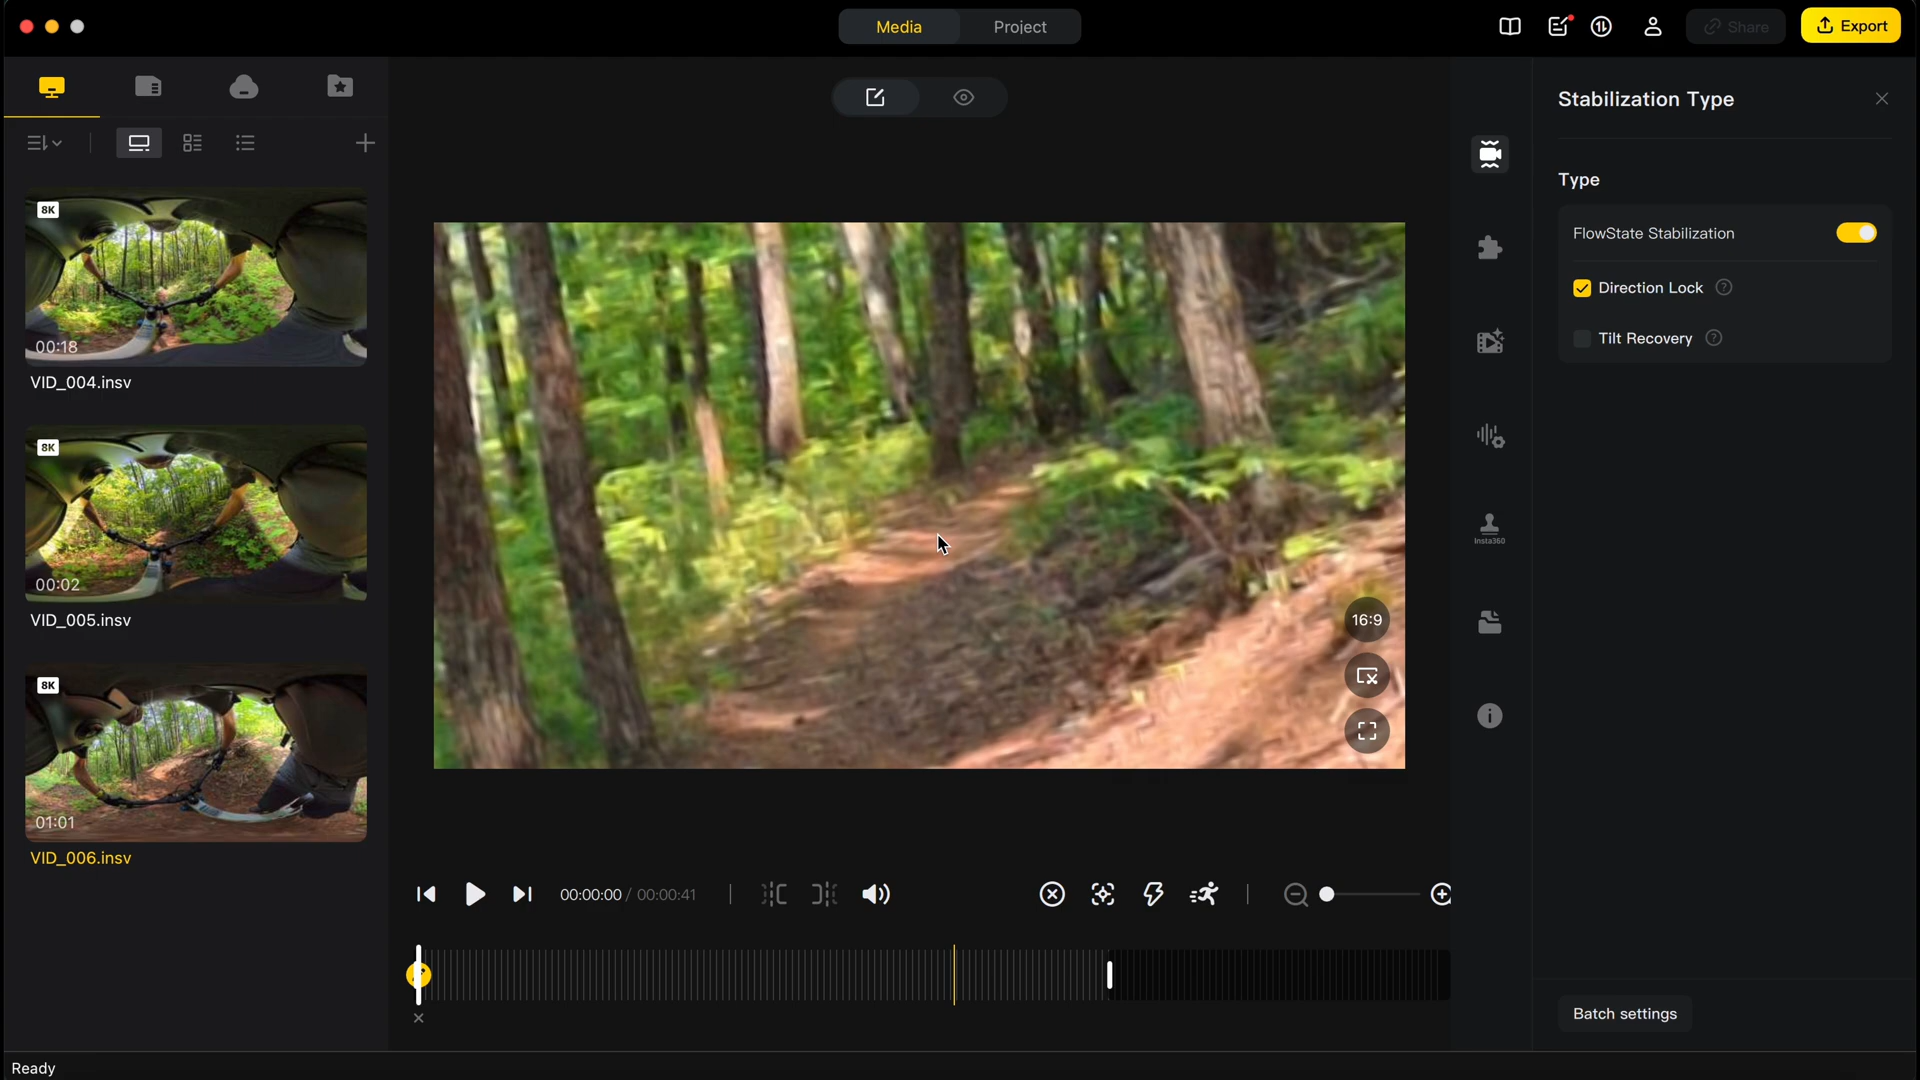 Media
Project
Share
Export
8K
00:18
VID_004.insv
8K
00:02
VID_005.insv
8K
01:01
VID_006.insv
16:9
00:00:00 / 00:00:41
Insta360
Stabilization Type
Type
FlowState Stabilization
Direction Lock ?
Tilt Recovery ?
Batch settings
Ready